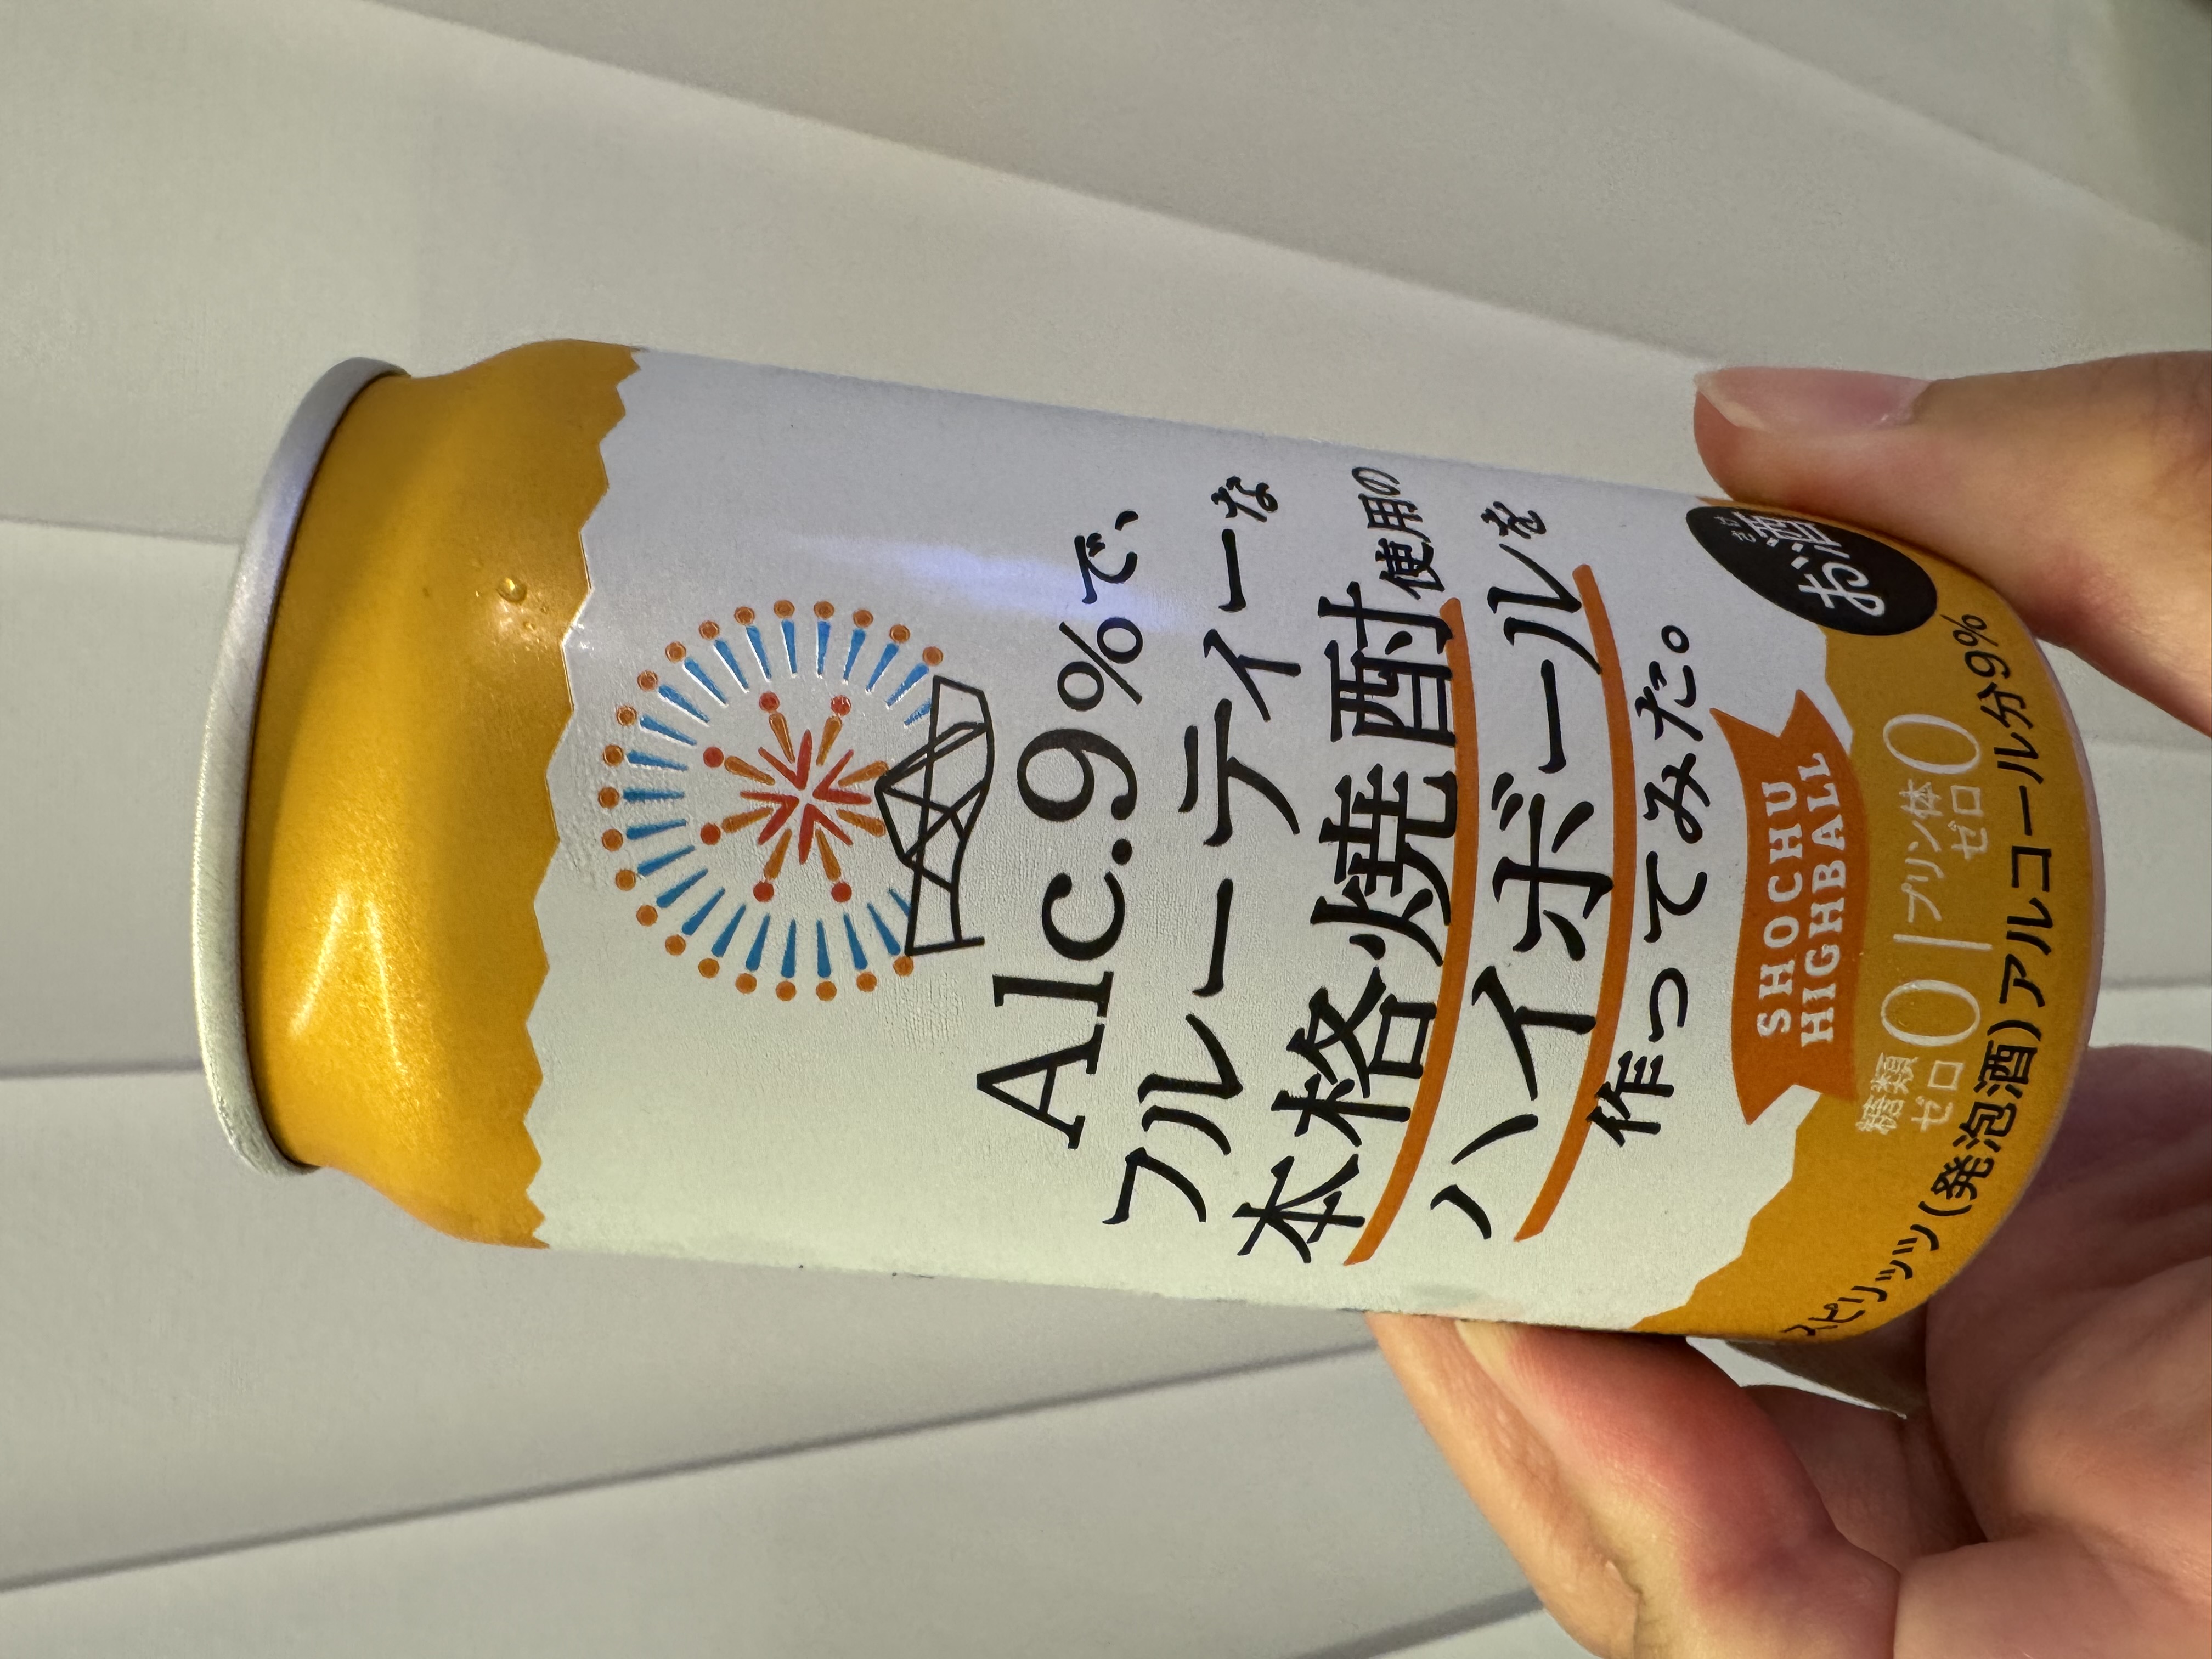 Alc.9%で、
フルーティーな
本格焼酎使用の
ハイボールを
作ってみた。
お酒
SHOCHU
HIGHBALL
糖類
ゼロ
0
プリン体
ゼロ
0
スピリッツ(発泡酒)アルコール分9%